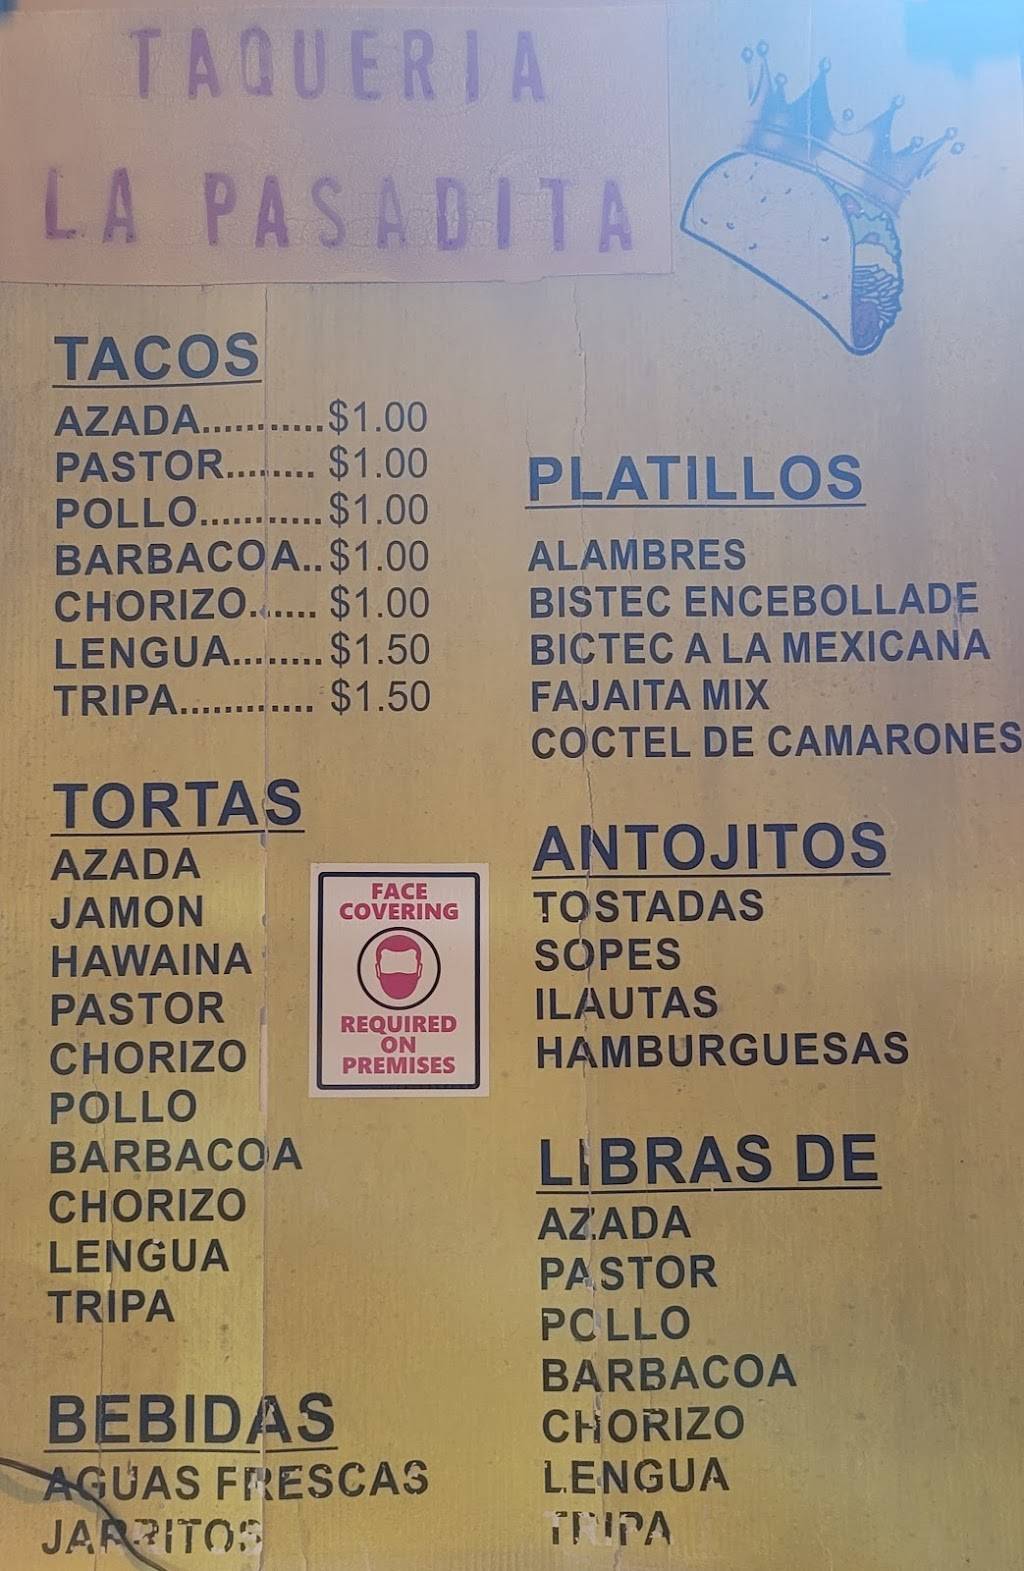 TAQUERIA
LA PASADITA
TACOS
AZADA...........$1.00
PASTOR........ $1.00
POLLO...........$1.00
BARBACOA..$1.00
CHORIZO...... $1.00
LENGUA........$1.50
TRIPA............ $1.50
TORTAS
AZADA
JAMON
HAWAINA
PASTOR
CHORIZO
POLLO
BARBACOA
CHORIZO
LENGUA
TRIPA
BEBIDAS
AGUAS FRESCAS
JARRITOS
FACE
COVERING
REQUIRED
ON
PREMISES
PLATILLOS
ALAMBRES
BISTEC ENCEBOLLADE
BICTEC A LA MEXICANA
FAJAITA MIX
COCTEL DE CAMARONES
ANTOJITOS
TOSTADAS
SOPES
ILAUTAS
HAMBURGUESAS
LIBRAS DE
AZADA
PASTOR
POLLO
BARBACOA
CHORIZO
LENGUA
TRIPA